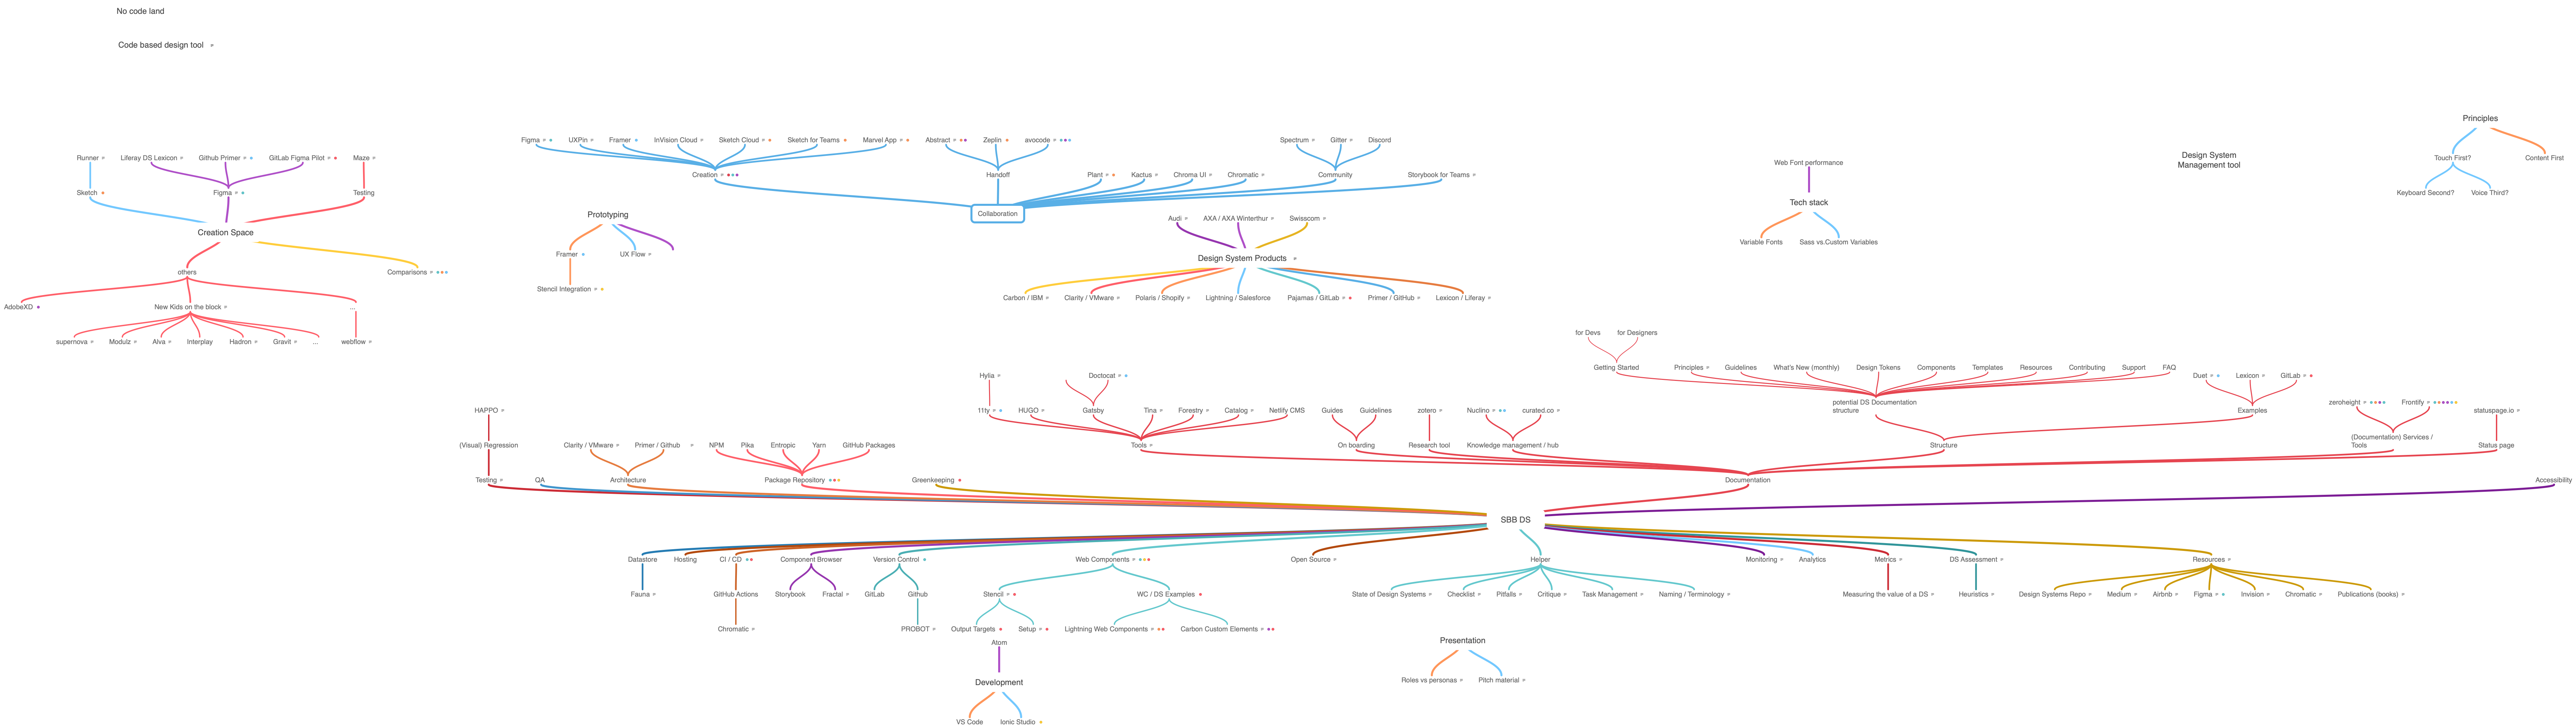 No code land
Code based design tool
Principles
Touch First?
Content First
Keyboard Second?
Voice Third?
Design System
Management tool
Web Font performance
Tech stack
Variable Fonts
Sass vs.Custom Variables
Runner
Liferay DS Lexicon
Github Primer
GitLab Figma Pilot
Maze
Sketch
Figma
Testing
Creation Space
others
Comparisons
AdobeXD
New Kids on the block
...
supernova
Modulz
Alva
Interplay
Hadron
Gravit
...
webflow
Figma
UXPin
Framer
InVision Cloud
Sketch Cloud
Sketch for Teams
Marvel App
Abstract
Zeplin
avocode
Spectrum
Gitter
Discord
Creation
Handoff
Plant
Kactus
Chroma UI
Chromatic
Community
Storybook for Teams
Collaboration
Prototyping
Framer
UX Flow
Stencil Integration
Audi
AXA / AXA Winterthur
Swisscom
Design System Products
Carbon / IBM
Clarity / VMware
Polaris / Shopify
Lightning / Salesforce
Pajamas / GitLab
Primer / GitHub
Lexicon / Liferay
for Devs
for Designers
Getting Started
Principles
Guidelines
What's New (monthly)
Design Tokens
Components
Templates
Resources
Contributing
Support
FAQ
potential DS Documentation
structure
Duet
Lexicon
GitLab
Examples
Structure
zeroheight
Frontify
(Documentation) Services /
Tools
statuspage.io
Status page
Hylia
Doctocat
11ty
HUGO
Gatsby
Tina
Forestry
Catalog
Netlify CMS
Tools
Guides
Guidelines
On boarding
zotero
Research tool
Nuclino
curated.co
Knowledge management / hub
Documentation
HAPPO
(Visual) Regression
Testing
QA
Clarity / VMware
Primer / Github
Architecture
NPM
Pika
Entropic
Yarn
GitHub Packages
Package Repository
Greenkeeping
Accessibility
SBB DS
Datastore
Hosting
CI / CD
Component Browser
Version Control
Web Components
Open Source
Helper
Monitoring
Analytics
Metrics
DS Assessment
Resources
Fauna
GitHub Actions
Storybook
Fractal
GitLab
Github
Stencil
WC / DS Examples
State of Design Systems
Checklist
Pitfalls
Critique
Task Management
Naming / Terminology
Measuring the value of a DS
Heuristics
Design Systems Repo
Medium
Airbnb
Figma
Invision
Chromatic
Publications (books)
Chromatic
PROBOT
Output Targets
Setup
Lightning Web Components
Carbon Custom Elements
Atom
Development
VS Code
Ionic Studio
Presentation
Roles vs personas
Pitch material